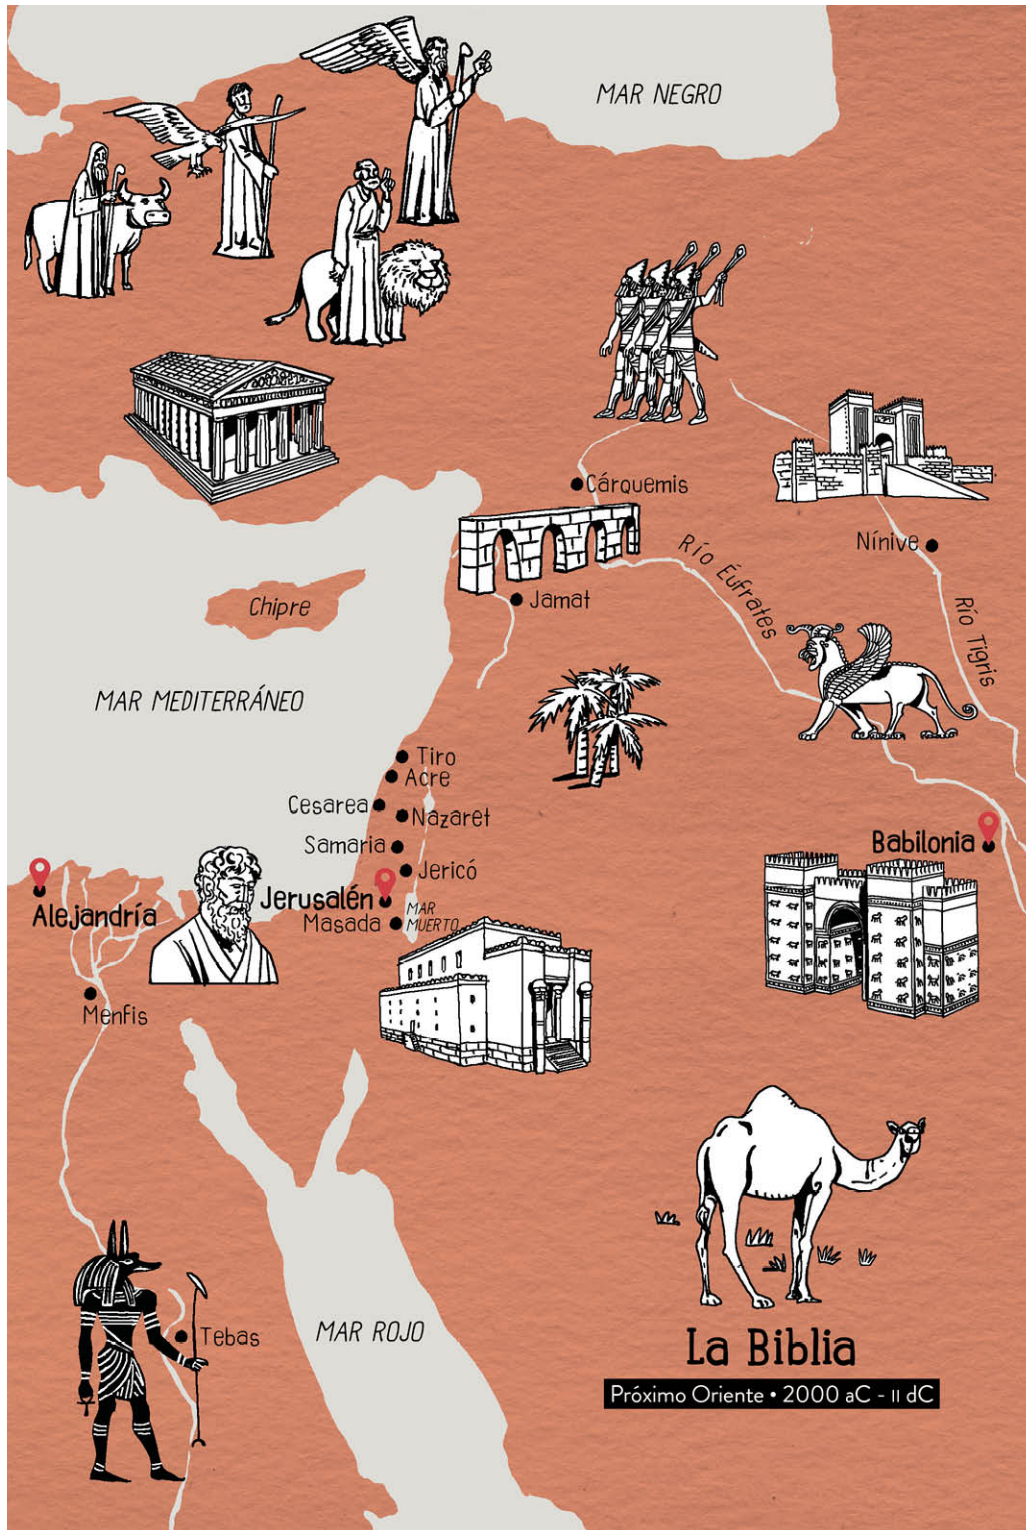 MAR NEGRO
Cárquemis
Nínive
Río Éufrates
Jamat
Chipre
Río Tigris
MAR MEDITERRÁNEO
Tiro
Acre
Cesarea
Nazaret
Samaria
Babilonia
Jericó
Jerusalén
Alejandría
MAR
MUERTO
Masada
Menfis
MAR ROJO
Tebas
La Biblia
Próximo Oriente • 2000 aC - II dC